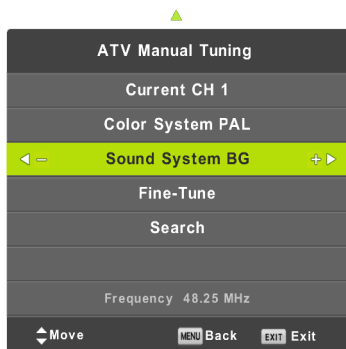 ATV Manual Tuning
Current CH 1
Color System PAL
Sound System BG
Fine-Tune
Search
Frequency 48.25 MHz
Move MENU Back EXIT Exit